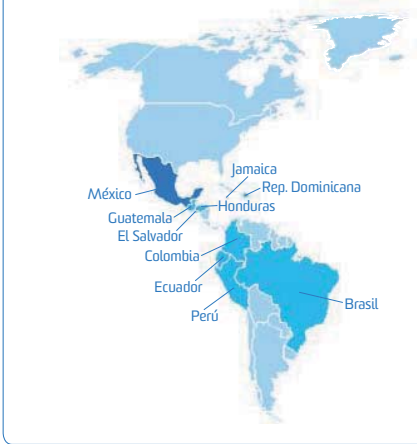 Jamaica
Rep. Dominicana
México
Honduras
Guatemala
El Salvador
Colombia
Ecuador
Brasil
Perú